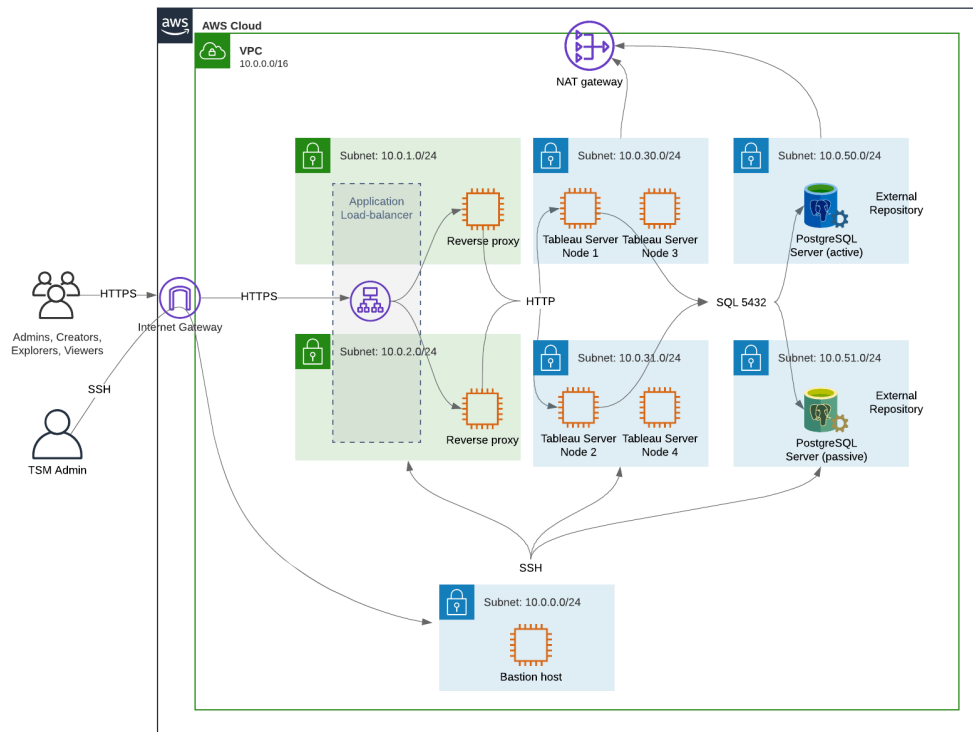 aws
AWS Cloud
VPC
10.0.0.0/16
NAT gateway
Subnet: 10.0.1.0/24
Application
Load-balancer
Reverse proxy
Subnet: 10.0.30.0/24
Tableau Server
Node 1
Tableau Server
Node 3
Subnet: 10.0.50.0/24
External
Repository
PostgreSQL
Server (active)
HTTPS
HTTPS
HTTP
SQL 5432
Admins, Creators,
Explorers, Viewers
Internet Gateway
Subnet: 10.0.2.0/24
Reverse proxy
Subnet: 10.0.31.0/24
Tableau Server
Node 2
Tableau Server
Node 4
Subnet: 10.0.51.0/24
External
Repository
PostgreSQL
Server (passive)
SSH
TSM Admin
SSH
Subnet: 10.0.0.0/24
Bastion host